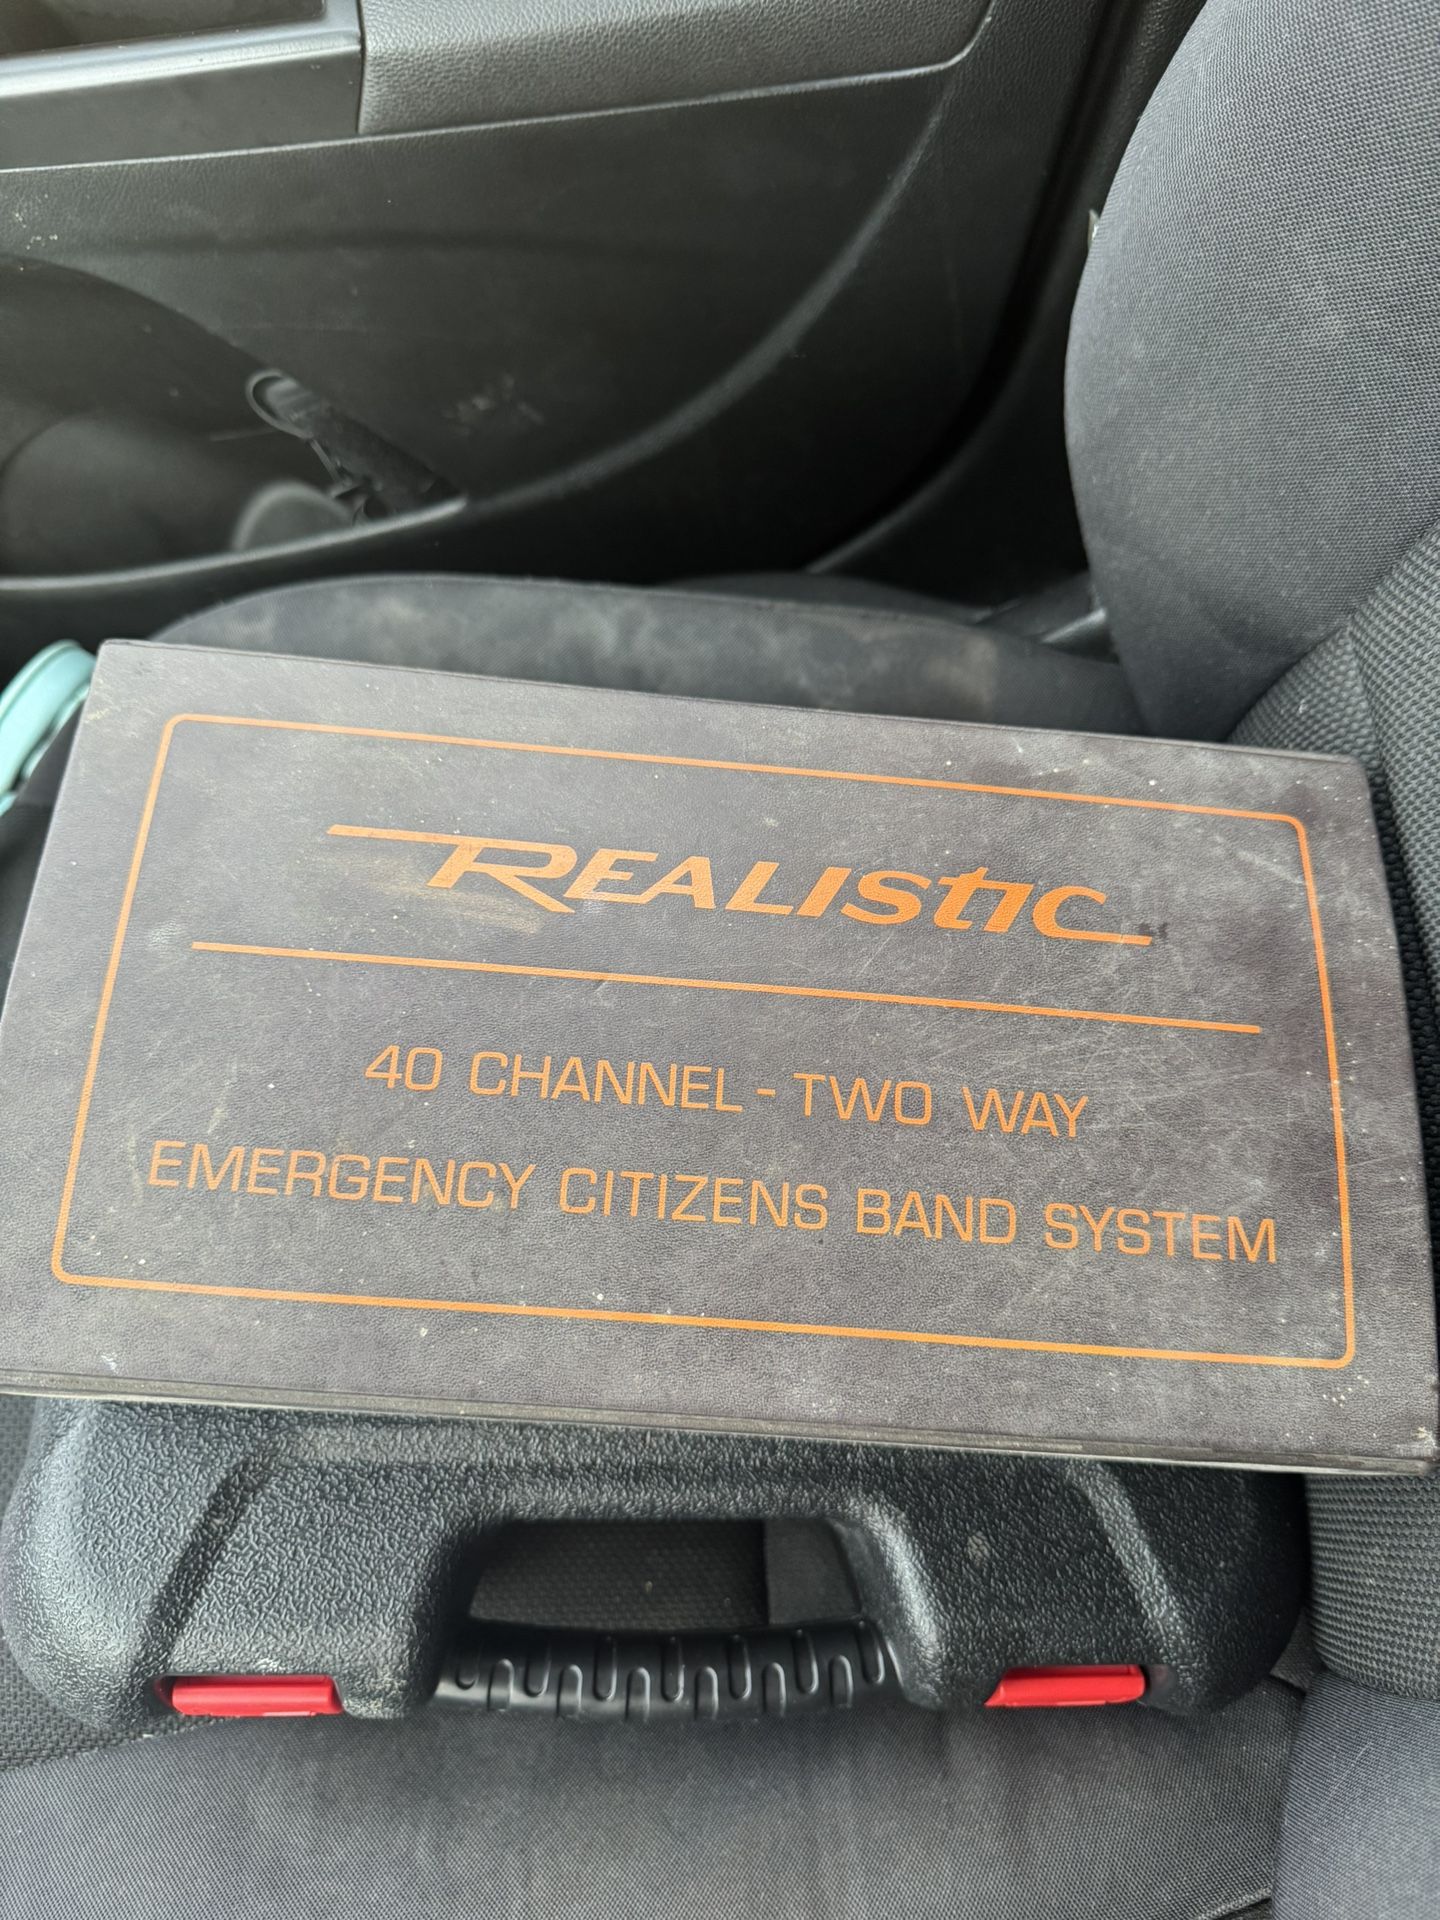 REALISTIC
40 CHANNEL - TWO WAY
EMERGENCY CITIZENS BAND SYSTEM